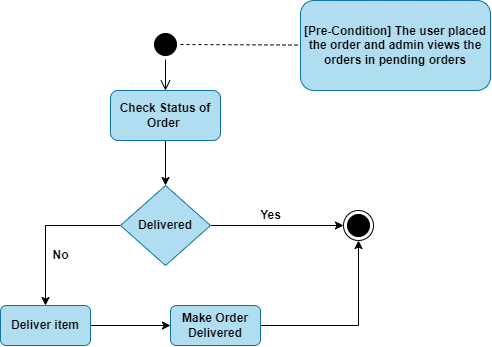 [Pre-Condition] The user placed
the order and admin views the
orders in pending orders
Check Status of
Order
Delivered
Yes
No
Deliver item
Make Order
Delivered